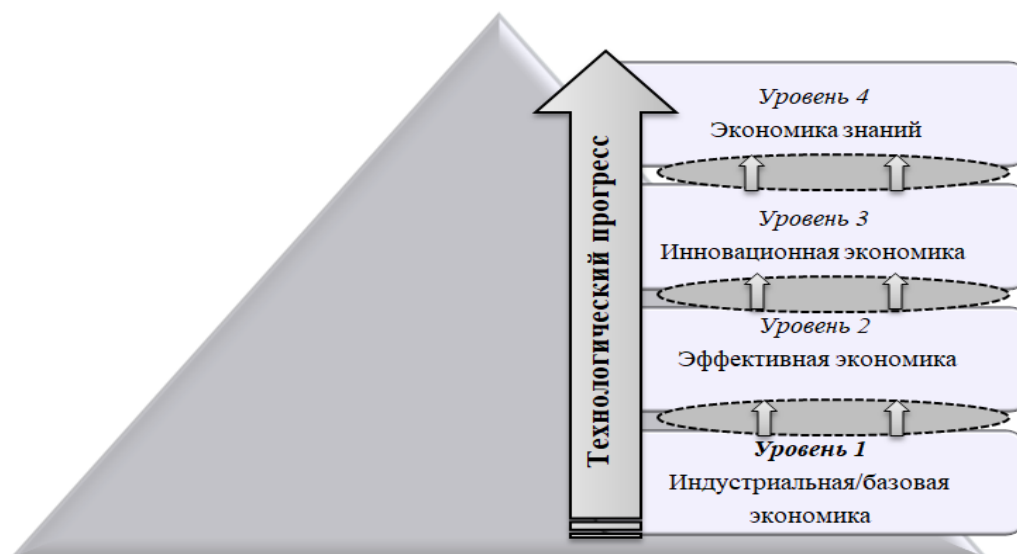 Уровень 4
Экономика знаний
Уровень 3
Инновационная экономика
Уровень 2
Эффективная экономика
Уровень 1
Индустриальная/базовая
экономика
Технологический прогресс